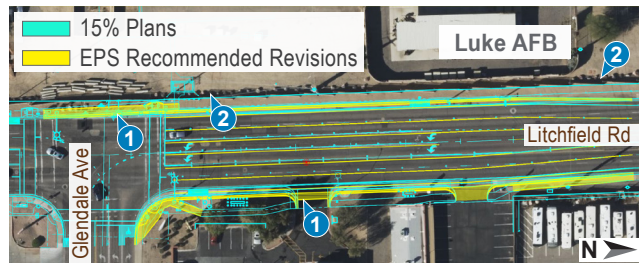 15% Plans
EPS Recommended Revisions
Luke AFB
2
2
1
Litchfield Rd
Glendale Ave
1
N